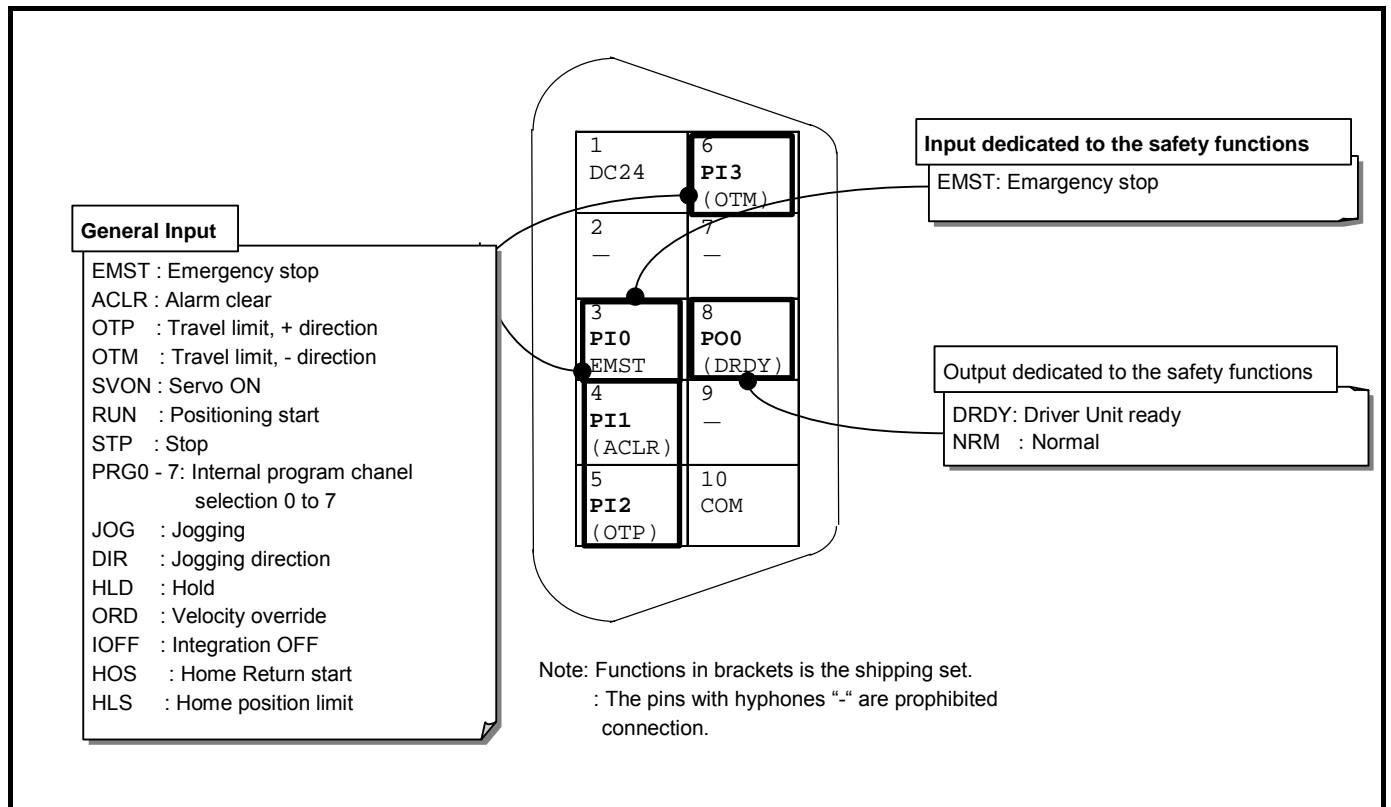 General Input
EMST : Emergency stop
ACLR : Alarm clear
OTP : Travel limit, + direction
OTM : Travel limit, - direction
SVON : Servo ON
RUN : Positioning start
STP : Stop
PRG0 - 7: Internal program chanel
selection 0 to 7
JOG : Jogging
DIR : Jogging direction
HLD : Hold
ORD : Velocity override
IOFF : Integration OFF
HOS : Home Return start
HLS : Home position limit
1
DC24
2
—
3
PI0
EMST
4
PI1
(ACLR)
5
PI2
(OTP)
6
PI3
(OTM)
7
—
8
PO0
(DRDY)
9
—
10
COM
Input dedicated to the safety functions
EMST: Emargency stop
Output dedicated to the safety functions
DRDY: Driver Unit ready
NRM : Normal
Note: Functions in brackets is the shipping set.
: The pins with hyphones “-“ are prophibited
connection.